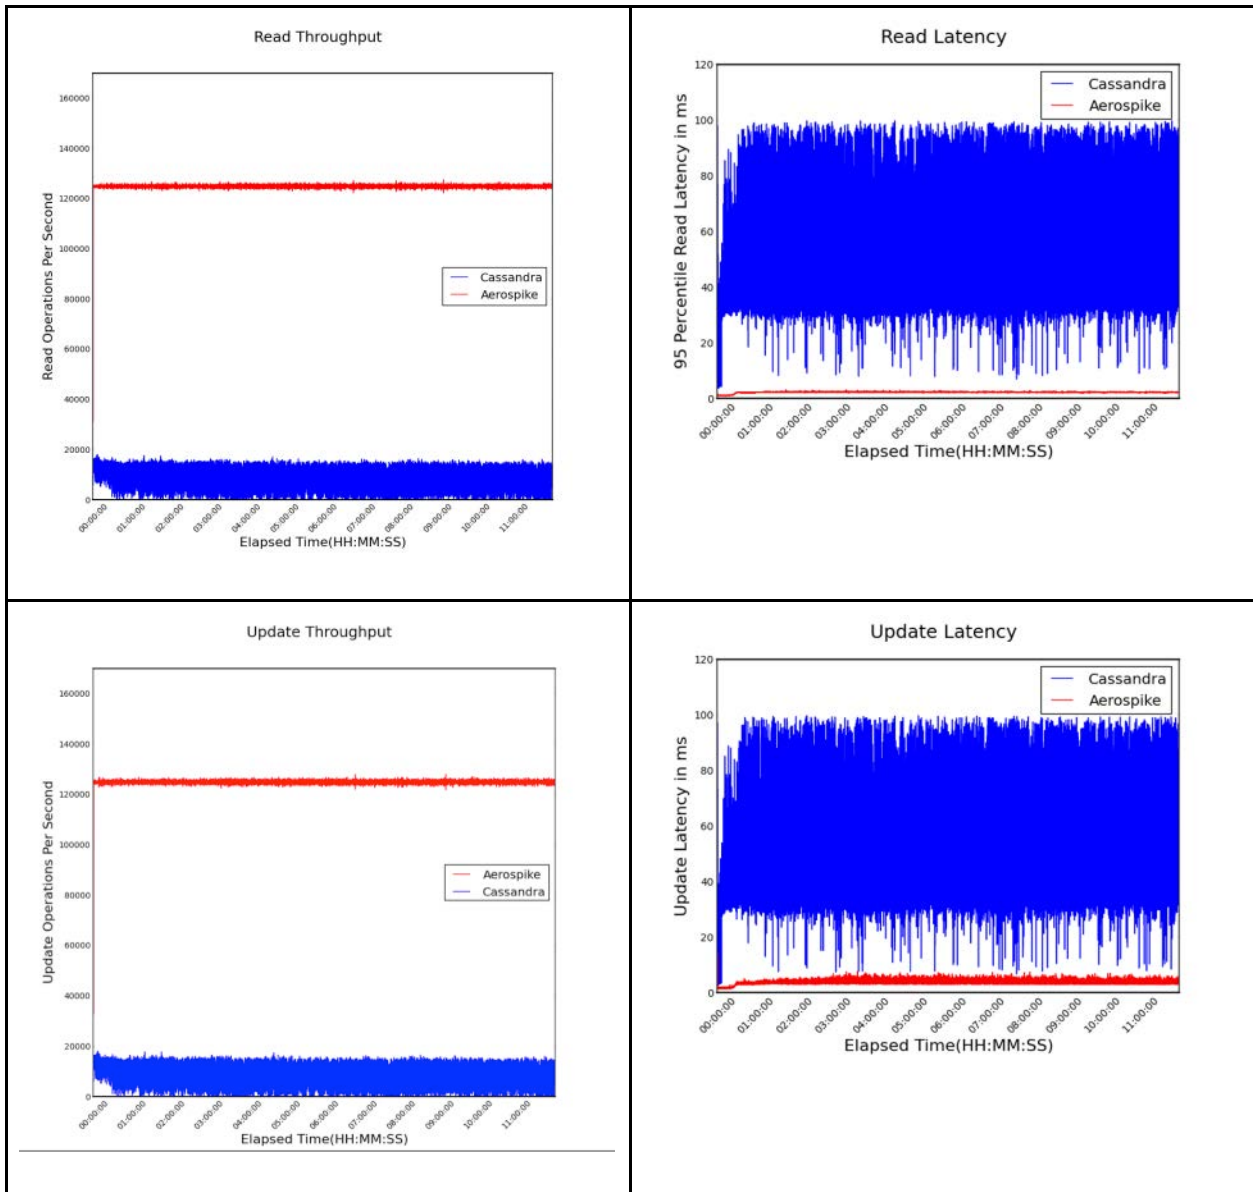 Read Throughput
160000
140000
120000
100000
80000
60000
40000
20000
0
Read Operations Per Second
Cassandra
Aerospike
00:00:00 01:00:00 02:00:00 03:00:00 04:00:00 05:00:00 06:00:00 07:00:00 08:00:00 09:00:00 10:00:00 11:00:00
Elapsed Time(HH:MM:SS)
Read Latency
120
100
80
60
40
20
0
95 Percentile Read Latency in ms
Cassandra
Aerospike
00:00:00 01:00:00 02:00:00 03:00:00 04:00:00 05:00:00 06:00:00 07:00:00 08:00:00 09:00:00 10:00:00 11:00:00
Elapsed Time(HH:MM:SS)
Update Throughput
160000
140000
120000
100000
80000
60000
40000
20000
0
Update Operations Per Second
Aerospike
Cassandra
00:00:00 01:00:00 02:00:00 03:00:00 04:00:00 05:00:00 06:00:00 07:00:00 08:00:00 09:00:00 10:00:00 11:00:00
Elapsed Time(HH:MM:SS)
Update Latency
120
100
80
60
40
20
0
Update Latency in ms
Cassandra
Aerospike
00:00:00 01:00:00 02:00:00 03:00:00 04:00:00 05:00:00 06:00:00 07:00:00 08:00:00 09:00:00 10:00:00 11:00:00
Elapsed Time(HH:MM:SS)